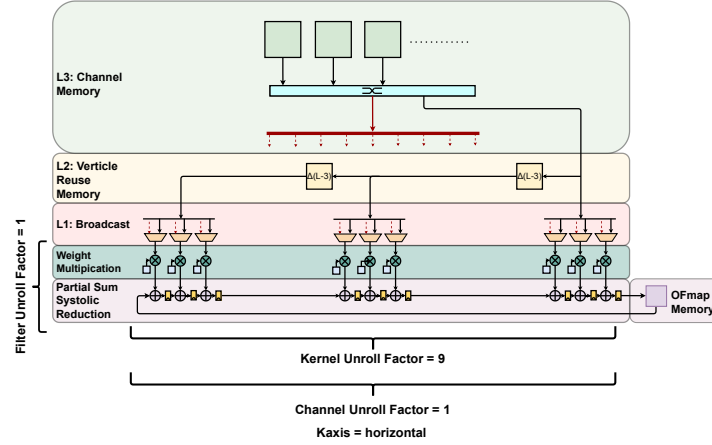 L3: Channel
Memory
L2: Verticle
Reuse
Memory
Δ(L-3)
Δ(L-3)
L1: Broadcast
Weight
Multipication
Partial Sum
Systolic
Reduction
OFmap
Memory
Filter Unroll Factor = 1
Kernel Unroll Factor = 9
Channel Unroll Factor = 1
Kaxis = horizontal